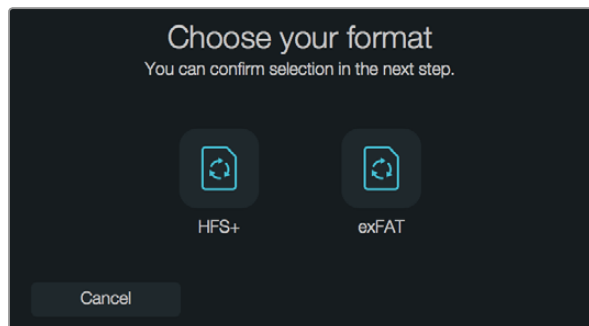 Choose your format
You can confirm selection in the next step.
HFS+
exFAT
Cancel